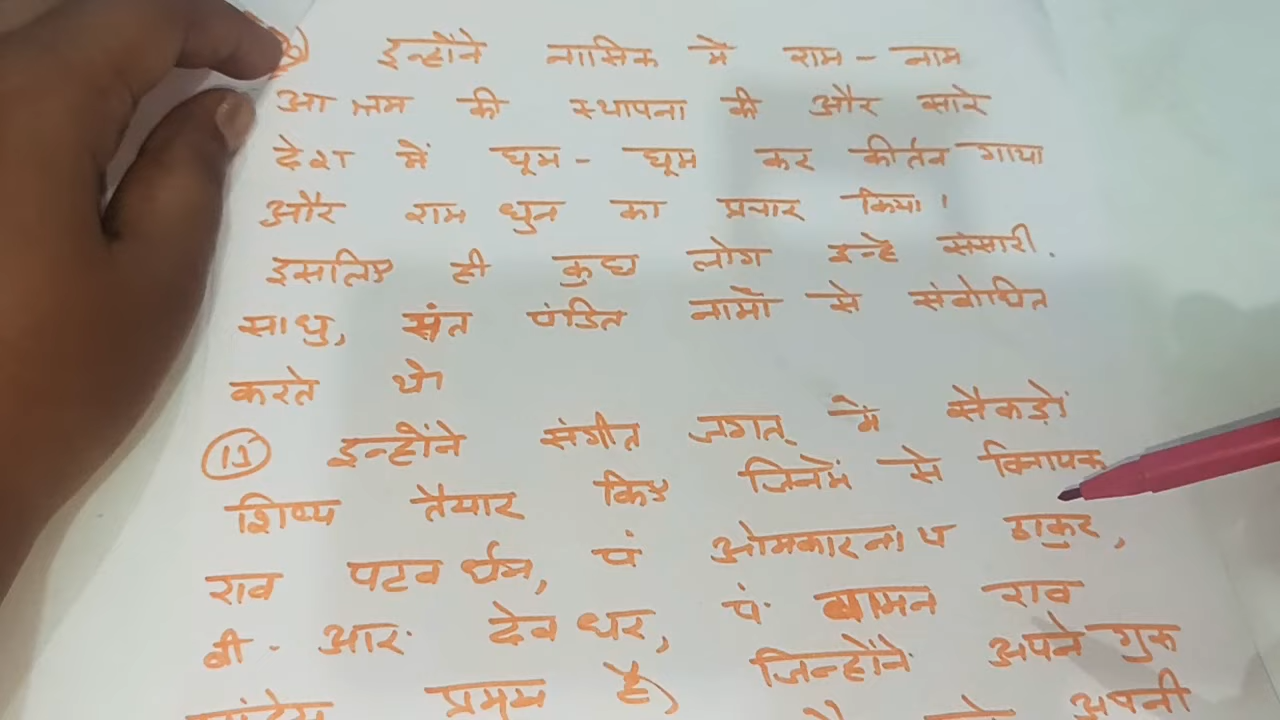 इन्होंने नासिक में राम - नाम
आश्रम की स्थापना की और सारे
देश में घूम - घूम कर कीर्तन गाया
और राम धुन का प्रचार किया।
इसलिए ही कुछ लोग इन्हे संसारी.
साधु, संत पंडित नामों से संबोधित
करते थे।
11 इन्होंने संगीत जगत में सैकड़ों
शिष्य तैयार किए जिनमें से विनायक
राव पटवर्धन, पं ओमकारनाथ ठाकुर,
बी. आर. देवधर, पं. वामन राव
प्रमुख है, जिन्होंने अपने गुरू
अपनी